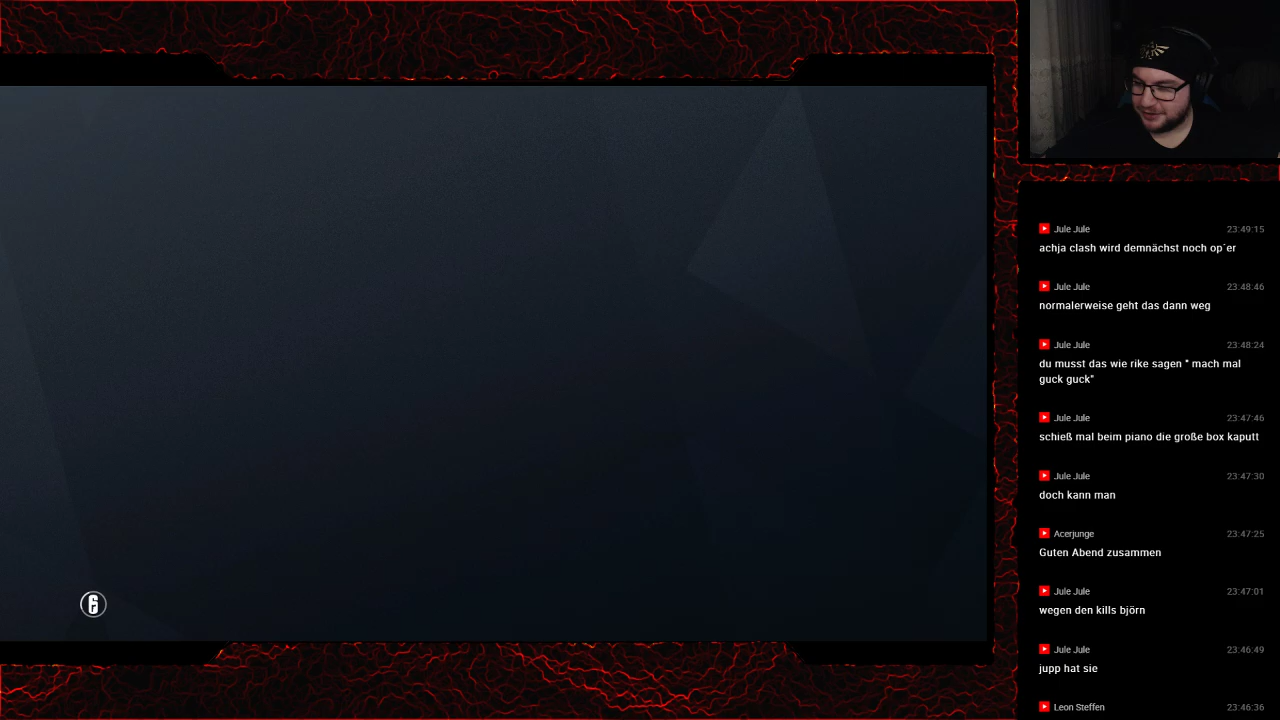 Jule Jule 23:49:15
achja clash wird demnächst noch op´er
Jule Jule 23:48:46
normalerweise geht das dann weg
Jule Jule 23:48:24
du musst das wie rike sagen " mach mal
guck guck"
Jule Jule 23:47:46
schieß mal beim piano die große box kaputt
Jule Jule 23:47:30
doch kann man
Acerjunge 23:47:25
Guten Abend zusammen
Jule Jule 23:47:01
wegen den kills björn
Jule Jule 23:46:49
jupp hat sie
Leon Steffen 23:46:36
6